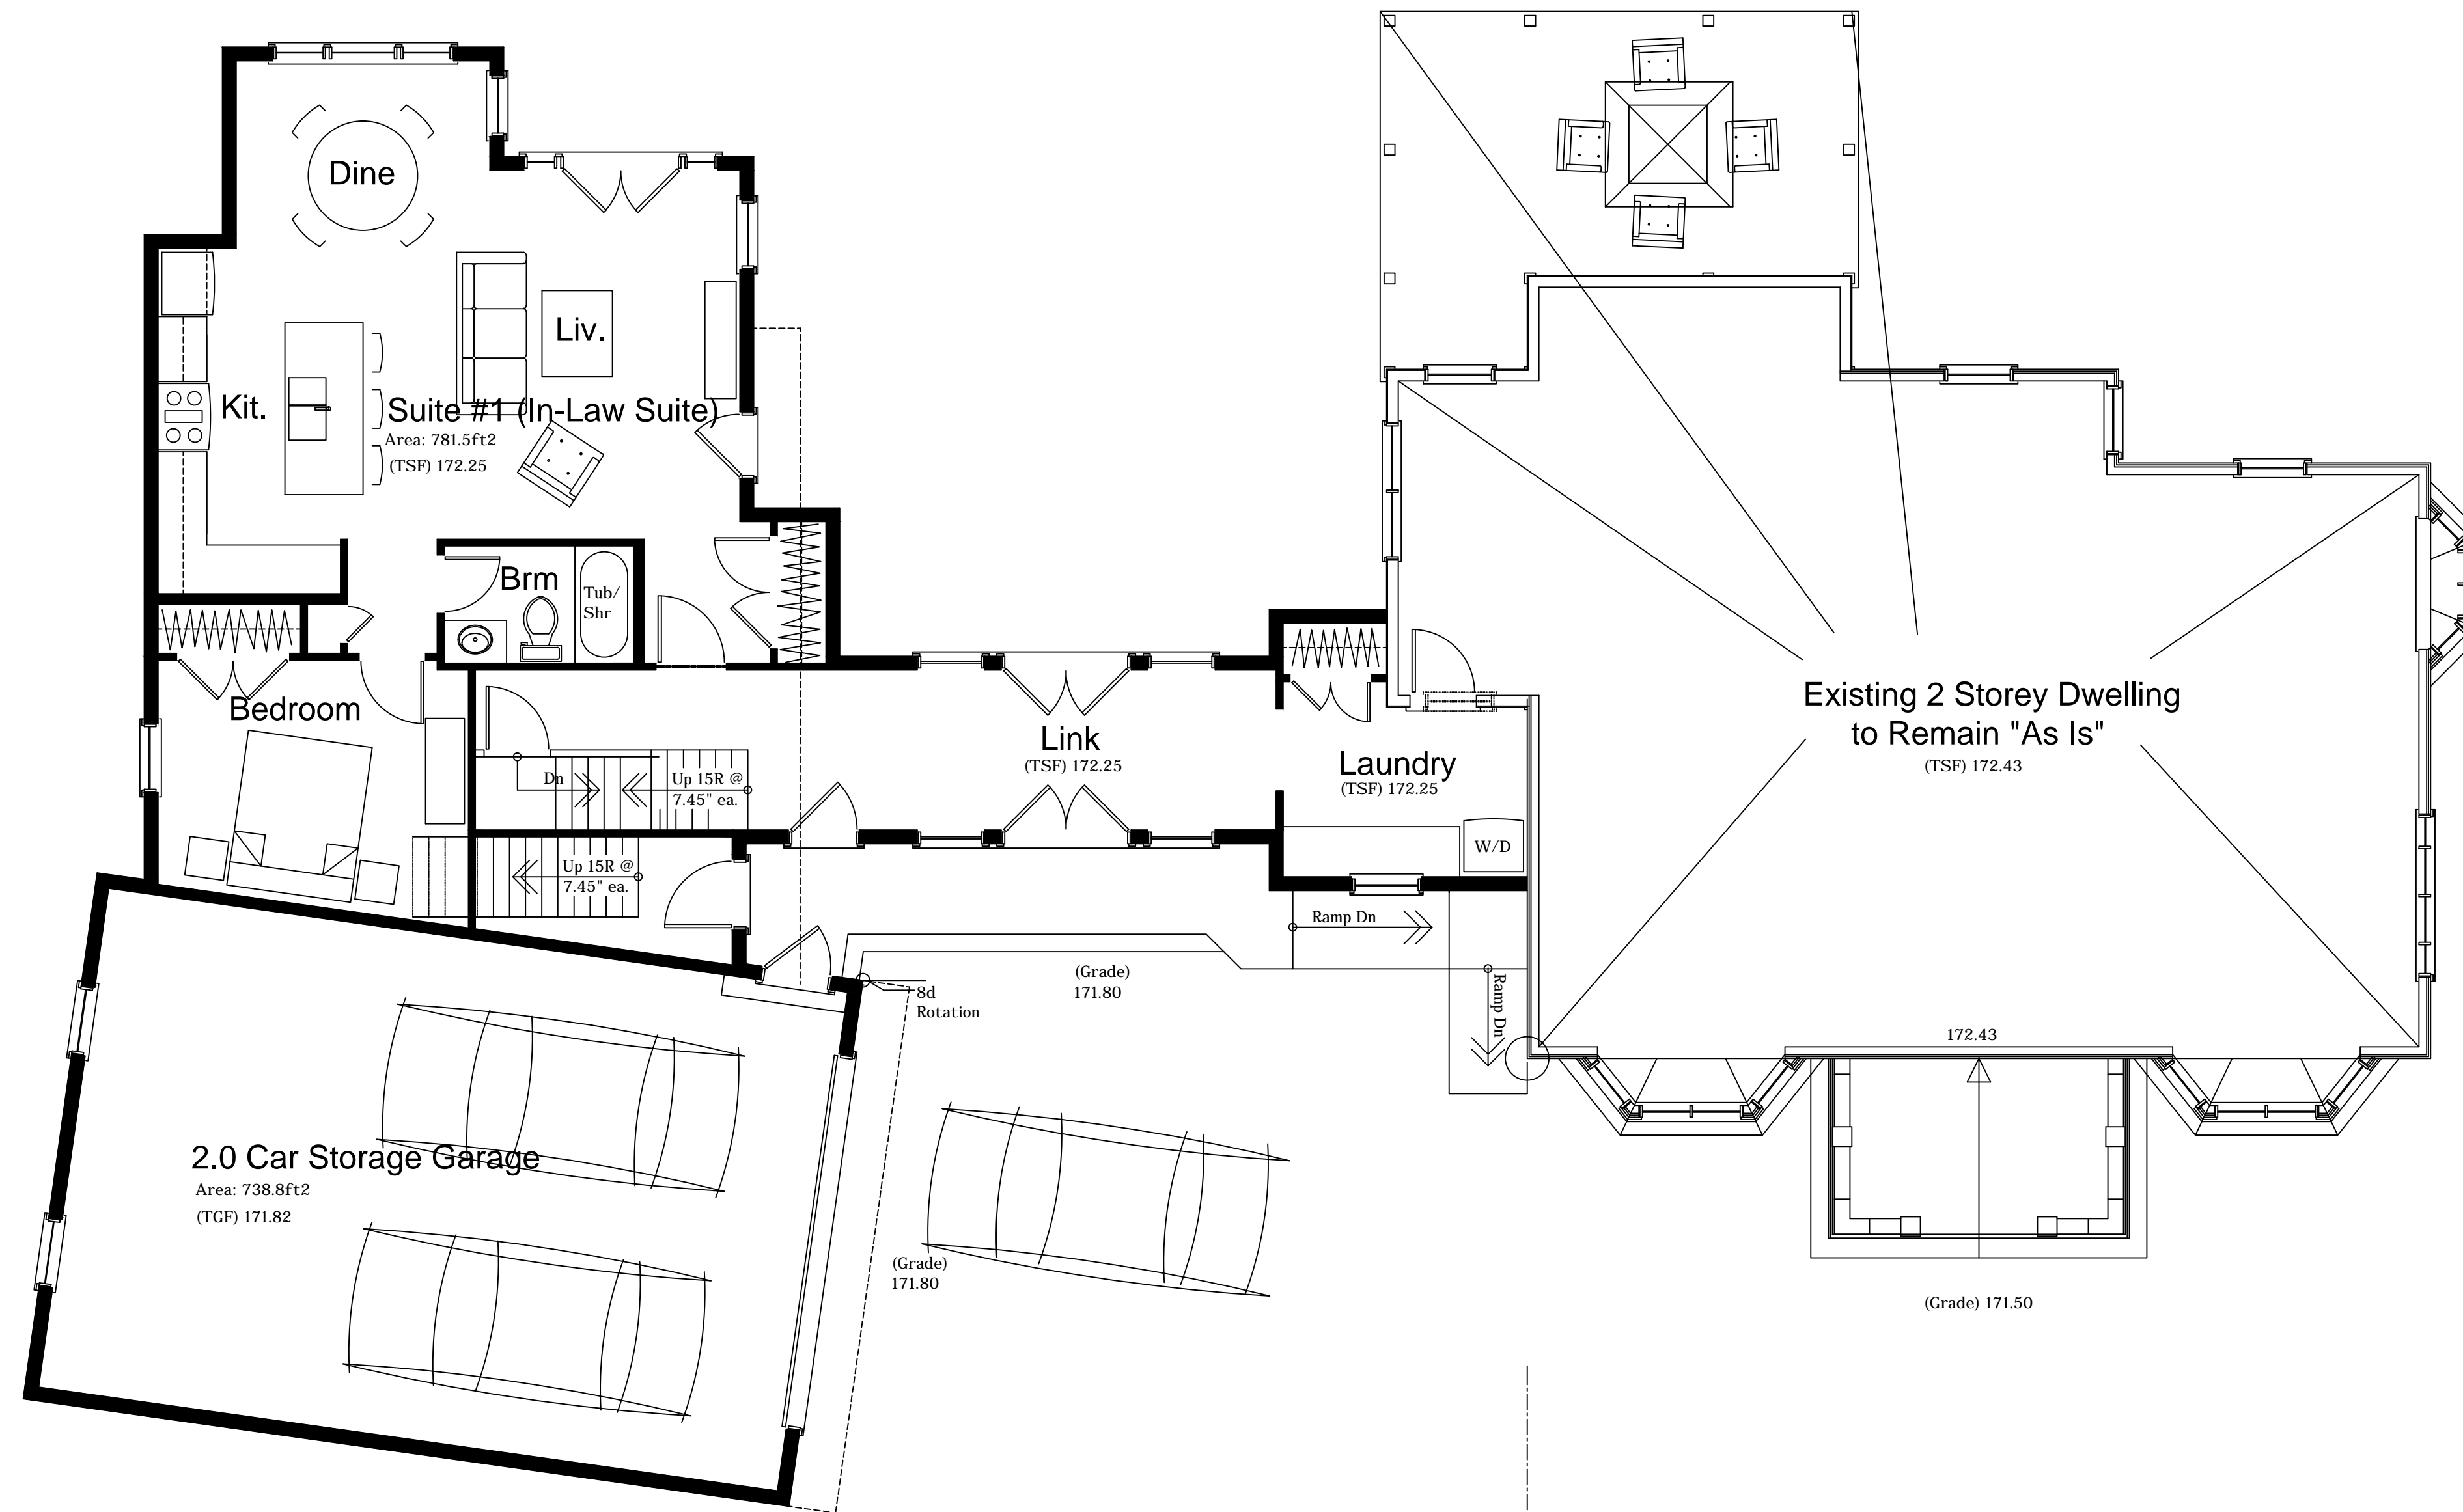 Dine
Liv.
Kit.
Suite #1 (In-Law Suite)
Area: 781.5ft2
(TSF) 172.25
Brm
Tub/
Shr
Bedroom
Dn
Up 15R @
7.45" ea.
Up 15R @
7.45" ea.
Link
(TSF) 172.25
Laundry
(TSF) 172.25
W/D
Existing 2 Storey Dwelling
to Remain "As Is"
(TSF) 172.43
Ramp Dn
Ramp Dn
(Grade)
171.80
8d
Rotation
172.43
2.0 Car Storage Garage
Area: 738.8ft2
(TGF) 171.82
(Grade)
171.80
(Grade) 171.50